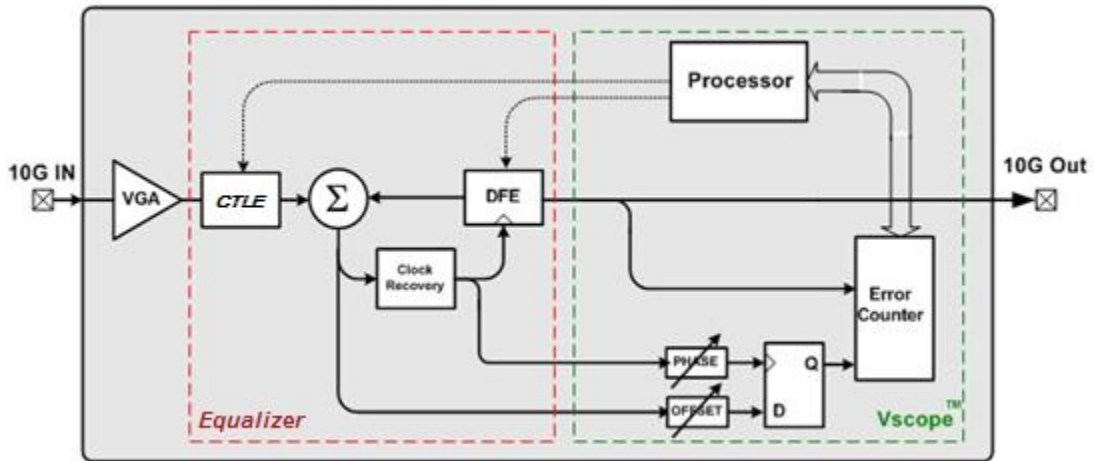 Processor
10G IN
10G Out
VGA
CTLE
Σ
DFE
Clock
Recovery
Error
Counter
PHASE
Q
OFFSET
D
Equalizer
Vscope™